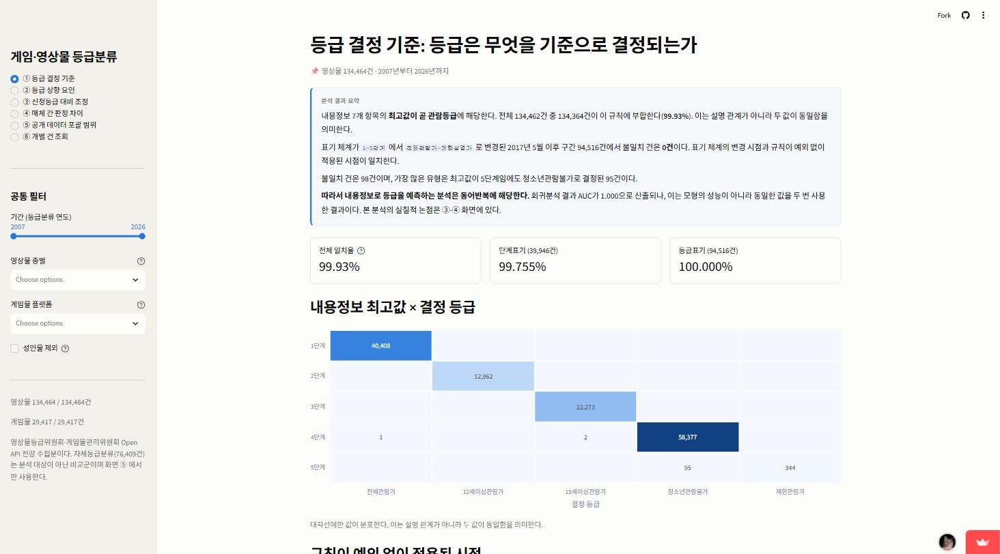 게임·영상물 등급분류
① 등급 결정 기준
② 등급 상향 요인
③ 신청등급 대비 조정
④ 매체 간 판정 차이
⑤ 공개 데이터 포괄 범위
⑥ 개별 건 조회
공통 필터
기간 (등급분류 연도)
2007 2026
영상물 종별
Choose options
게임물 플랫폼
Choose options
성인물 제외
영상물 134,464 / 134,464건
게임물 29,417 / 29,417건
영상물등급위원회·게임물관리위원회 Open
API 전량 수집분이다. 자체등급분류(76,409건)
는 분석 대상이 아닌 비교군이며 화면 ⑤ 에서
만 사용한다.
Fork
등급 결정 기준: 등급은 무엇을 기준으로 결정되는가
영상물 134,464건 · 2007년부터 2026년까지
분석 결과 요약
내용정보 7개 항목의 최고값이 곧 관람등급에 해당한다. 전체 134,462건 중 134,364건이 이 규칙에 부합한다(99.93%). 이는 설명 관계가 아니라 두 값이 동일함을
의미한다.
표기 체계가 1~5단계 에서 전체관람가~제한상영가 로 변경된 2017년 5월 이후 구간 94,516건에서 불일치 건은 0건이다. 표기 체계의 변경 시점과 규칙이 예외 없이
적용된 시점이 일치한다.
불일치 건은 98건이며, 가장 많은 유형은 최고값이 5단계임에도 청소년관람불가로 결정된 95건이다.
따라서 내용정보로 등급을 예측하는 분석은 동어반복에 해당한다. 회귀분석 결과 AUC가 1.000으로 산출되나, 이는 모형의 성능이 아니라 동일한 값을 두 번 사용
한 결과이다. 본 분석의 실질적 논점은 ③·④ 화면에 있다.
전체 일치율
99.93%
단계표기 (39,946건)
99.755%
등급표기 (94,516건)
100.000%
내용정보 최고값 × 결정 등급
1단계 40,408
2단계 12,962
3단계 22,273
4단계 1 2 58,377
5단계 95 344
전체관람가 12세이상관람가 15세이상관람가 청소년관람불가 제한관람가
결정 등급
대각선에만 값이 분포한다. 이는 설명 관계가 아니라 두 값이 동일함을 의미한다.
규칙이 예외 없이 적용된 시점